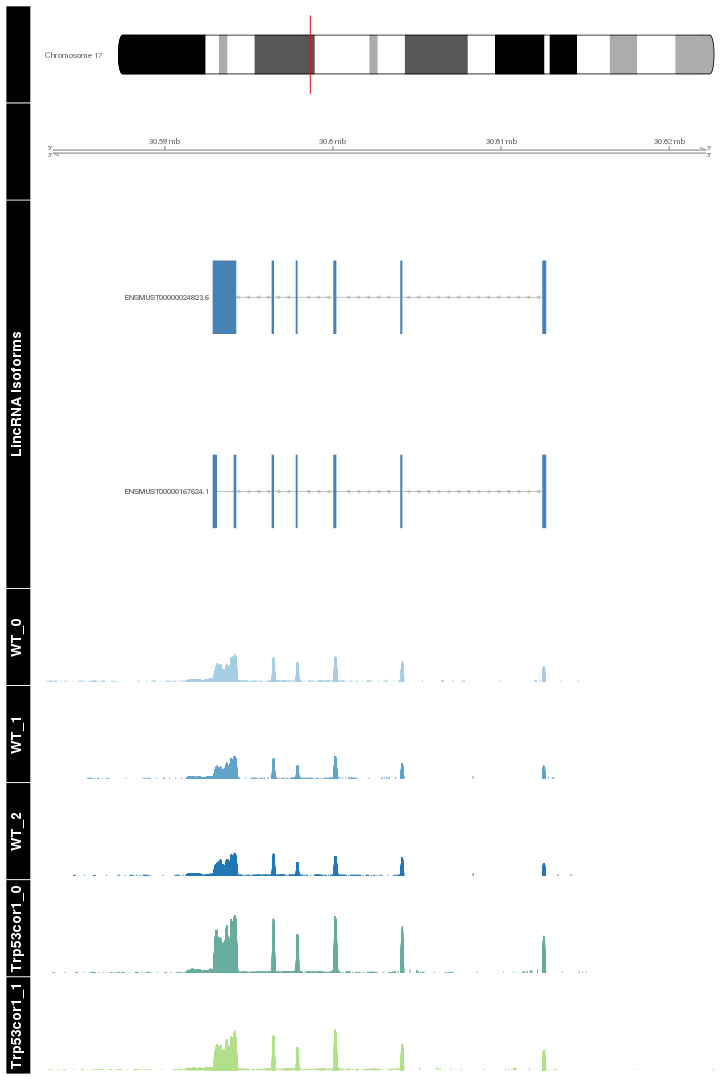 Chromosome 17
30.59 mb
30.6 mb
30.61 mb
30.62 mb
5'
3'
3'
5'
LincRNA Isoforms
ENSMUST00000024823.6
ENSMUST00000167624.1
WT_0
WT_1
WT_2
Trp53cor1_0
Trp53cor1_1